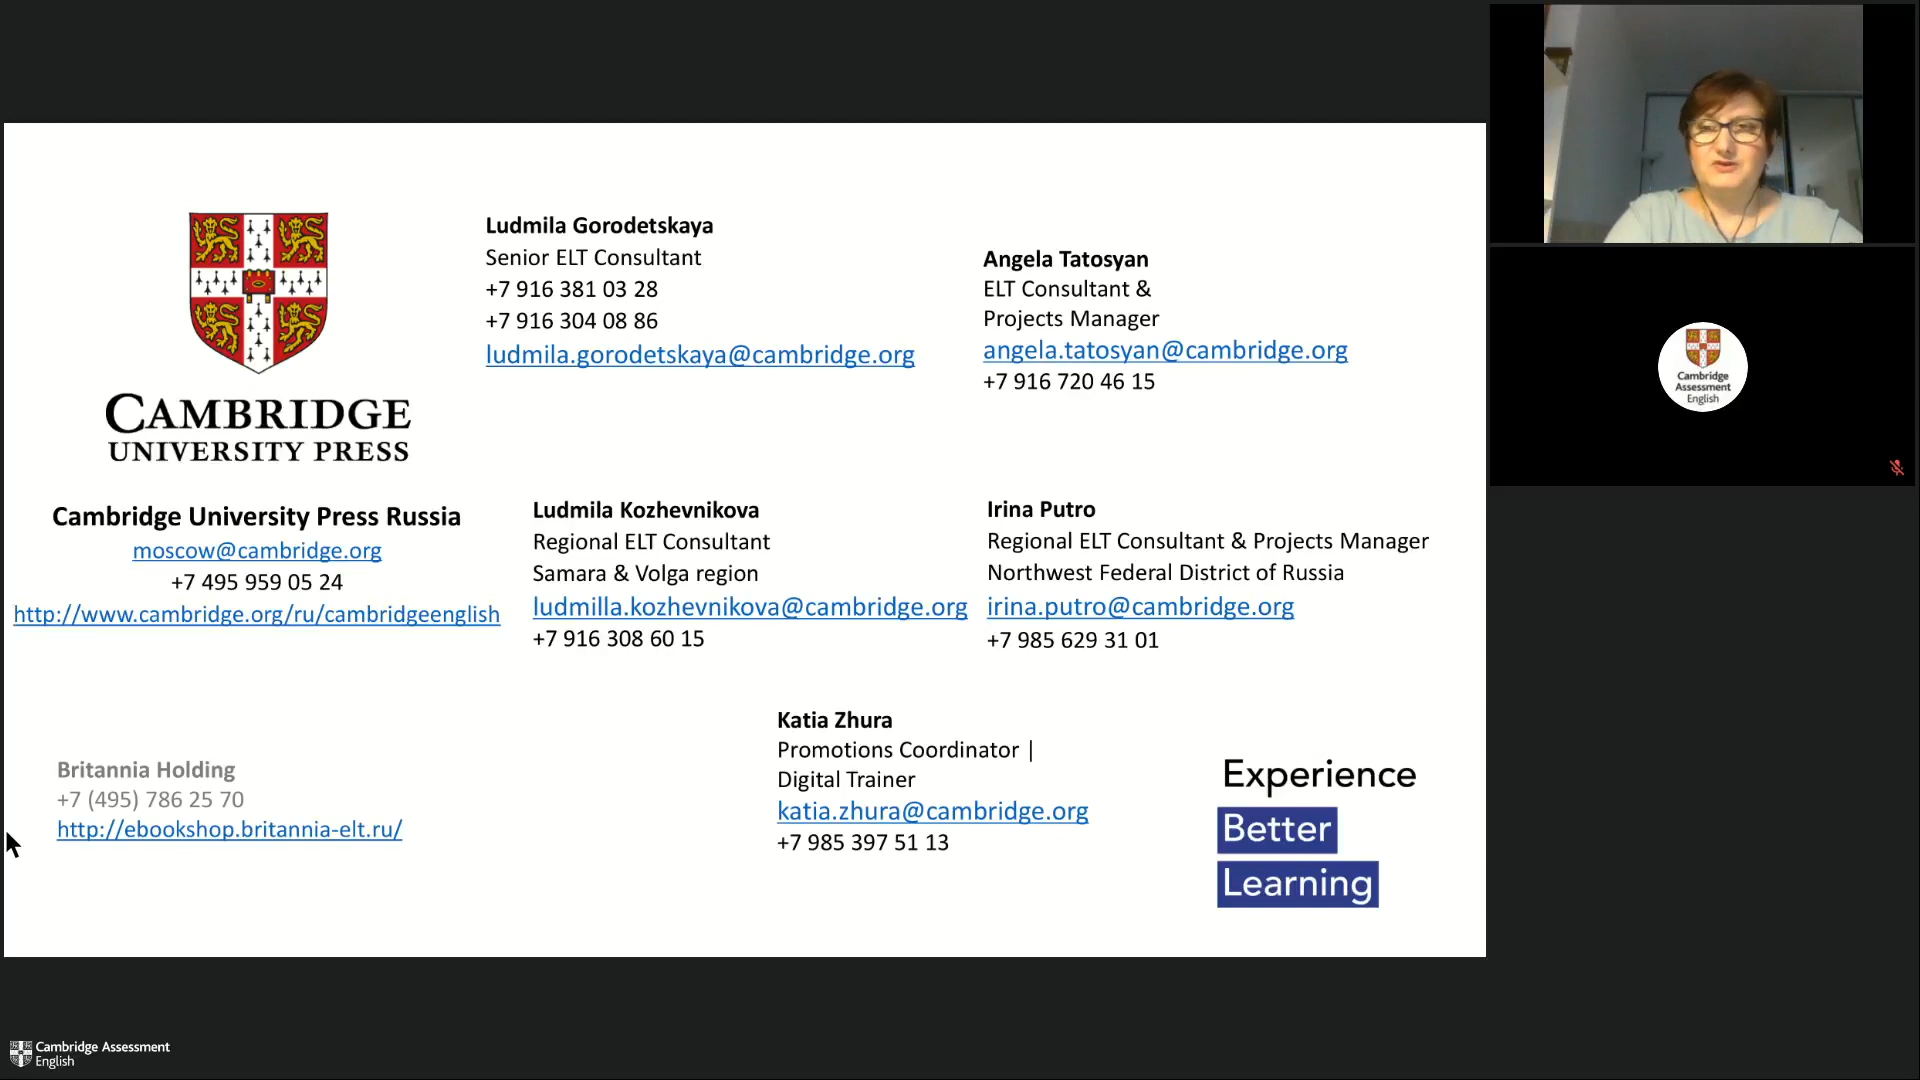 CAMBRIDGE
UNIVERSITY PRESS
Cambridge University Press Russia
moscow@cambridge.org
+7 495 959 05 24
http://www.cambridge.org/ru/cambridgeenglish
Ludmila Gorodetskaya
Senior ELT Consultant
+7 916 381 03 28
+7 916 304 08 86
ludmila.gorodetskaya@cambridge.org
Angela Tatosyan
ELT Consultant &
Projects Manager
angela.tatosyan@cambridge.org
+7 916 720 46 15
Ludmila Kozhevnikova
Regional ELT Consultant
Samara & Volga region
ludmilla.kozhevnikova@cambridge.org
+7 916 308 60 15
Irina Putro
Regional ELT Consultant & Projects Manager
Northwest Federal District of Russia
irina.putro@cambridge.org
+7 985 629 31 01
Katia Zhura
Promotions Coordinator |
Digital Trainer
katia.zhura@cambridge.org
+7 985 397 51 13
Britannia Holding
+7 (495) 786 25 70
http://ebookshop.britannia-elt.ru/
Experience
Better
Learning
Cambridge
Assessment
English
Cambridge Assessment
English